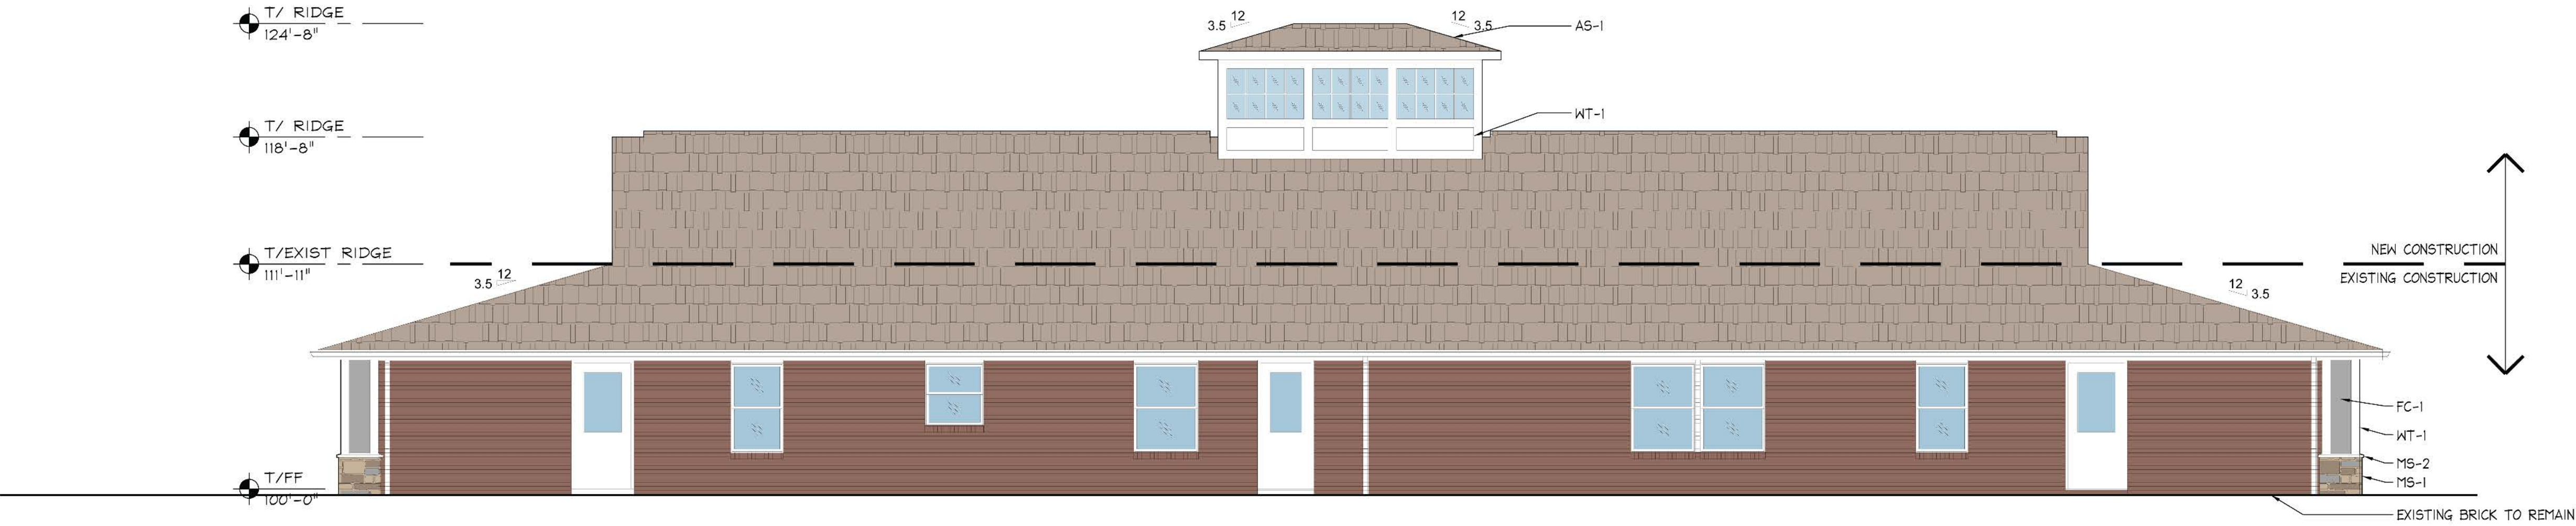 T/ RIDGE
124'-8"
12
3.5
12
3.5
AS-1
T/ RIDGE
118'-8"
WT-1
T/EXIST RIDGE
111'-11"
12
3.5
NEW CONSTRUCTION
EXISTING CONSTRUCTION
12
3.5
FC-1
WT-1
MS-2
MS-1
T/FF
100'-0"
EXISTING BRICK TO REMAIN